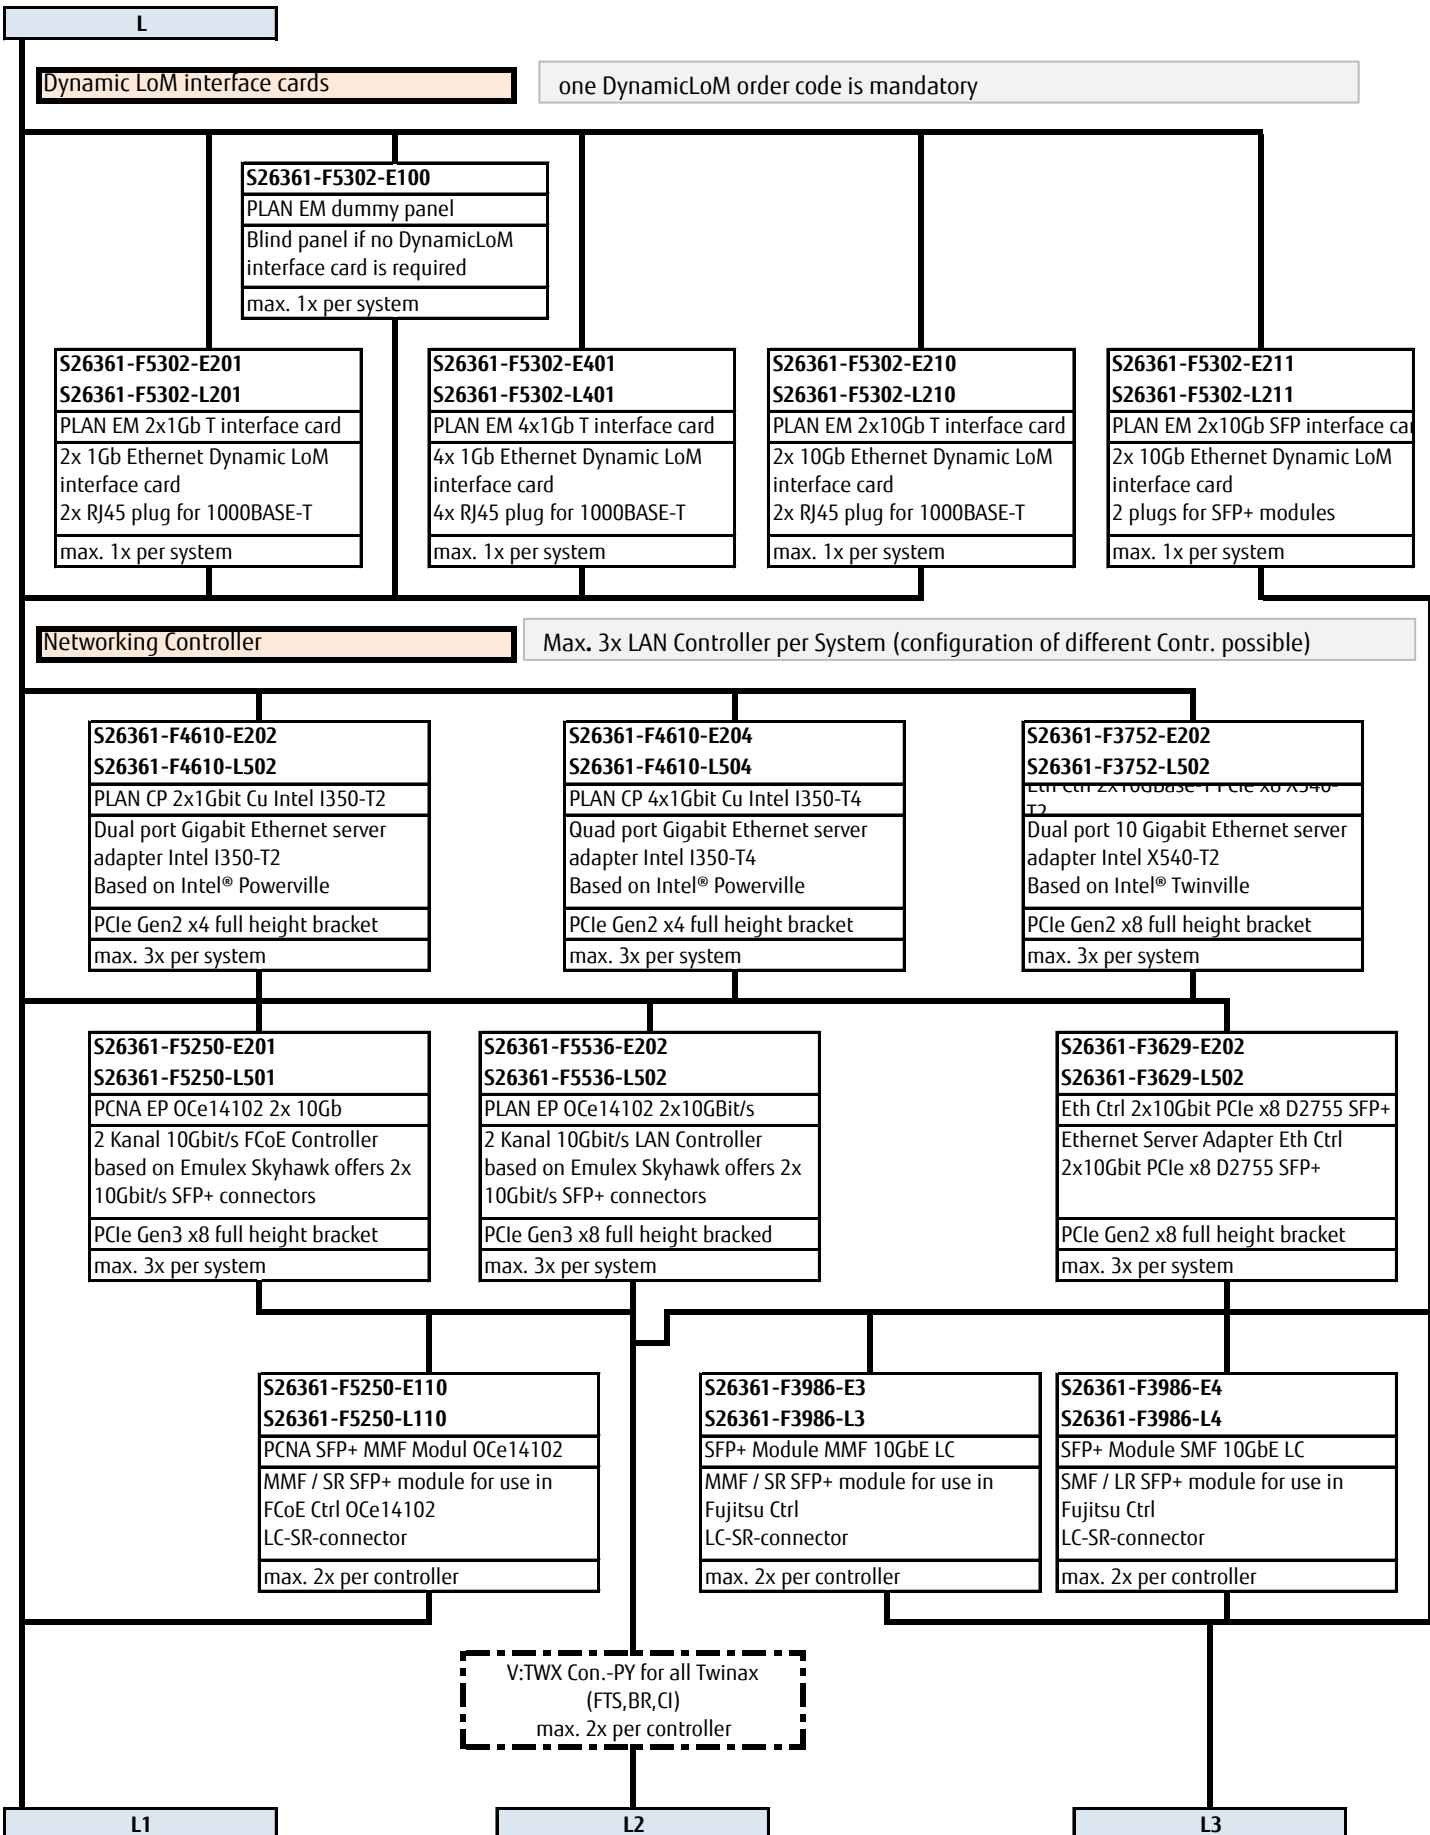 L
Dynamic LoM interface cards
one DynamicLoM order code is mandatory
S26361-F5302-E100
PLAN EM dummy panel
Blind panel if no DynamicLoM
interface card is required
max. 1x per system
S26361-F5302-E201
S26361-F5302-L201
PLAN EM 2x1Gb T interface card
2x 1Gb Ethernet Dynamic LoM
interface card
2x RJ45 plug for 1000BASE-T
max. 1x per system
S26361-F5302-E401
S26361-F5302-L401
PLAN EM 4x1Gb T interface card
4x 1Gb Ethernet Dynamic LoM
interface card
4x RJ45 plug for 1000BASE-T
max. 1x per system
S26361-F5302-E210
S26361-F5302-L210
PLAN EM 2x10Gb T interface card
2x 10Gb Ethernet Dynamic LoM
interface card
2x RJ45 plug for 1000BASE-T
max. 1x per system
S26361-F5302-E211
S26361-F5302-L211
PLAN EM 2x10Gb SFP interface car
2x 10Gb Ethernet Dynamic LoM
interface card
2 plugs for SFP+ modules
max. 1x per system
Networking Controller
Max. 3x LAN Controller per System (configuration of different Contr. possible)
S26361-F4610-E202
S26361-F4610-L502
PLAN CP 2x1Gbit Cu Intel I350-T2
Dual port Gigabit Ethernet server
adapter Intel I350-T2
Based on Intel® Powerville
PCIe Gen2 x4 full height bracket
max. 3x per system
S26361-F4610-E204
S26361-F4610-L504
PLAN CP 4x1Gbit Cu Intel I350-T4
Quad port Gigabit Ethernet server
adapter Intel I350-T4
Based on Intel® Powerville
PCIe Gen2 x4 full height bracket
max. 3x per system
S26361-F3752-E202
S26361-F3752-L502
Eth Ctrl 2x10GBase-T PCIe x8 X540-
T2
Dual port 10 Gigabit Ethernet server
adapter Intel X540-T2
Based on Intel® Twinville
PCIe Gen2 x8 full height bracket
max. 3x per system
S26361-F5250-E201
S26361-F5250-L501
PCNA EP OCe14102 2x 10Gb
2 Kanal 10Gbit/s FCoE Controller
based on Emulex Skyhawk offers 2x
10Gbit/s SFP+ connectors
PCIe Gen3 x8 full height bracket
max. 3x per system
S26361-F5536-E202
S26361-F5536-L502
PLAN EP OCe14102 2x10GBit/s
2 Kanal 10Gbit/s LAN Controller
based on Emulex Skyhawk offers 2x
10Gbit/s SFP+ connectors
PCIe Gen3 x8 full height bracked
max. 3x per system
S26361-F3629-E202
S26361-F3629-L502
Eth Ctrl 2x10Gbit PCIe x8 D2755 SFP+
Ethernet Server Adapter Eth Ctrl
2x10Gbit PCIe x8 D2755 SFP+
PCIe Gen2 x8 full height bracket
max. 3x per system
S26361-F5250-E110
S26361-F5250-L110
PCNA SFP+ MMF Modul OCe14102
MMF / SR SFP+ module for use in
FCoE Ctrl OCe14102
LC-SR-connector
max. 2x per controller
S26361-F3986-E3
S26361-F3986-L3
SFP+ Module MMF 10GbE LC
MMF / SR SFP+ module for use in
Fujitsu Ctrl
LC-SR-connector
max. 2x per controller
S26361-F3986-E4
S26361-F3986-L4
SFP+ Module SMF 10GbE LC
SMF / LR SFP+ module for use in
Fujitsu Ctrl
LC-SR-connector
max. 2x per controller
V:TWX Con.-PY for all Twinax
(FTS,BR,CI)
max. 2x per controller
L1
L2
L3